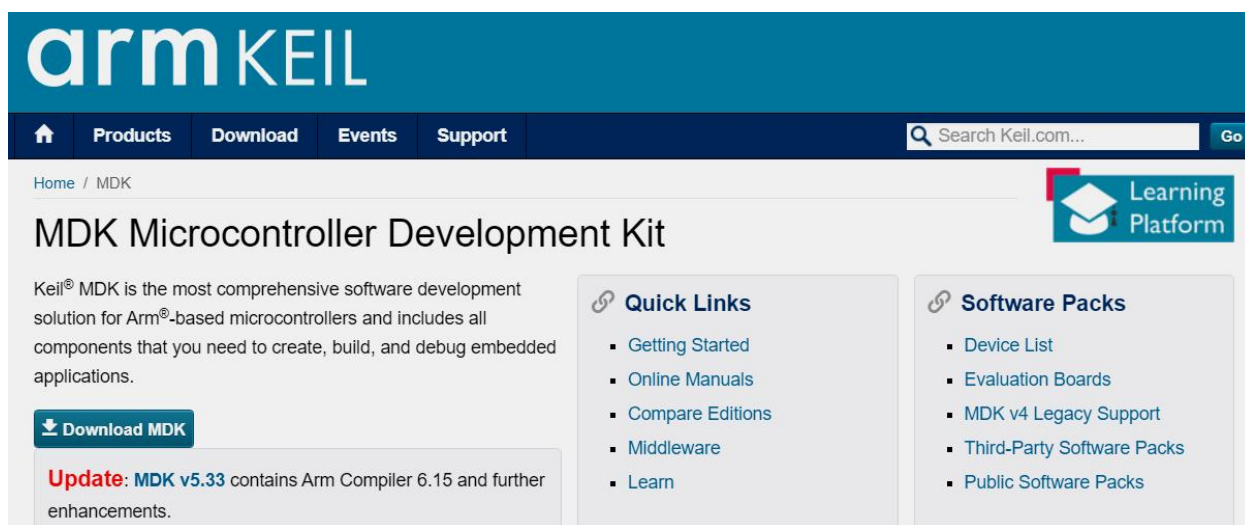 arm KEIL
Products Download Events Support
Search Keil.com... Go
Home / MDK
Learning
Platform
MDK Microcontroller Development Kit
Keil® MDK is the most comprehensive software development
solution for Arm®-based microcontrollers and includes all
components that you need to create, build, and debug embedded
applications.
Download MDK
Update: MDK v5.33 contains Arm Compiler 6.15 and further
enhancements.
Quick Links
Getting Started
Online Manuals
Compare Editions
Middleware
Learn
Software Packs
Device List
Evaluation Boards
MDK v4 Legacy Support
Third-Party Software Packs
Public Software Packs